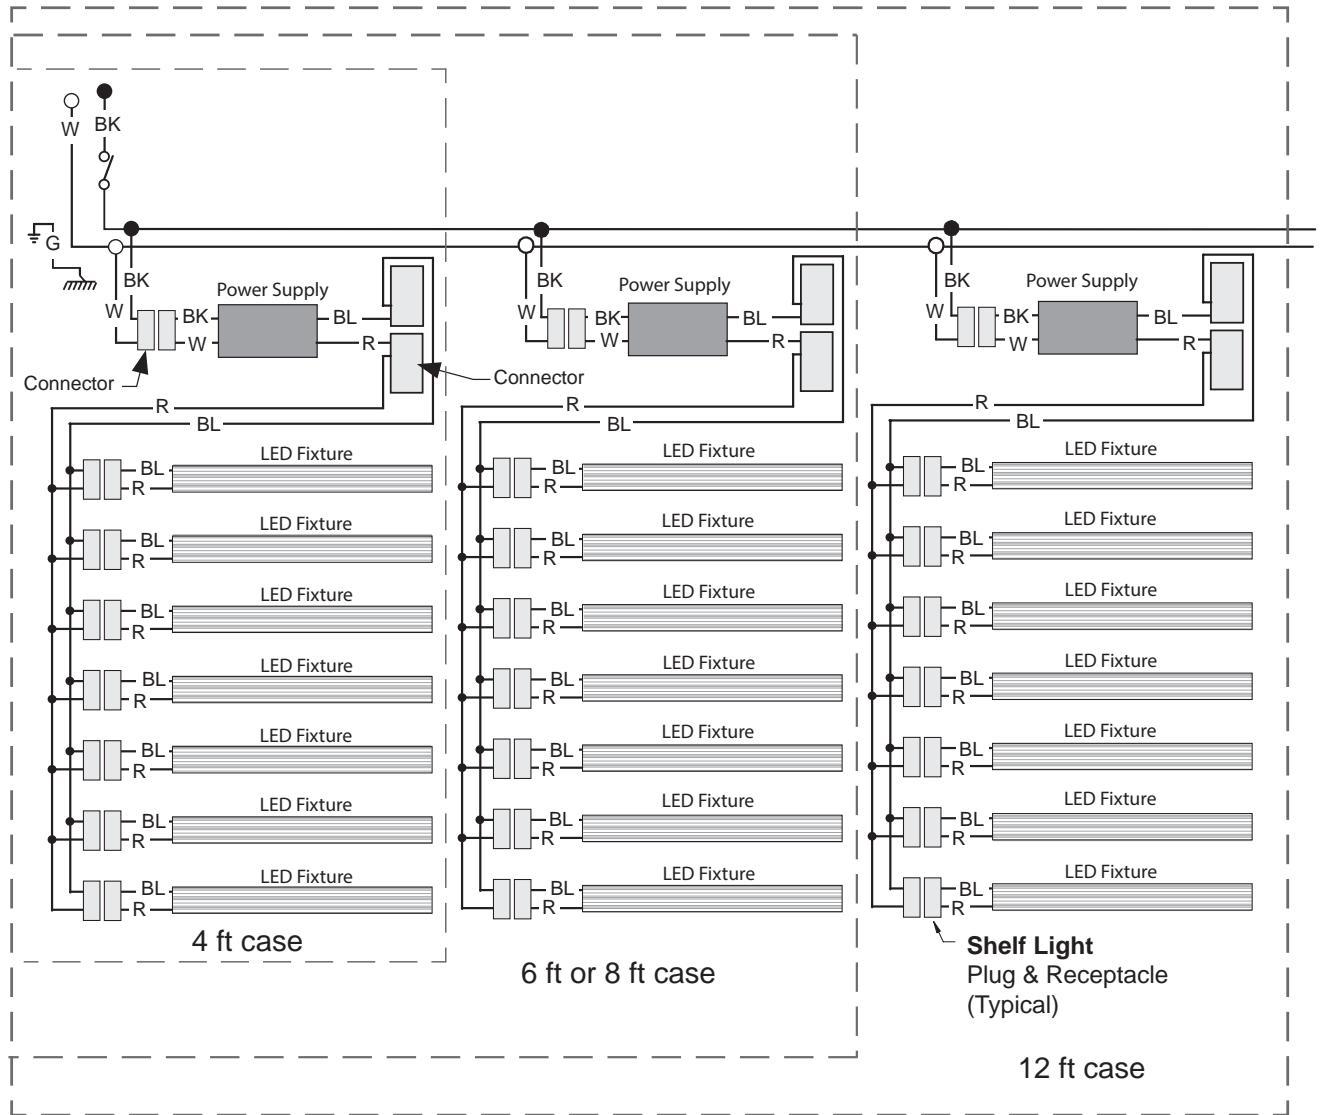 W
BK
G
BK
W
Power Supply
BK
W
BL
R
Connector
Connector
R
BL
LED Fixture
BL
R
LED Fixture
BL
R
LED Fixture
BL
R
LED Fixture
BL
R
LED Fixture
BL
R
LED Fixture
BL
R
LED Fixture
BL
R
4 ft case
BK
W
Power Supply
BK
W
BL
R
R
BL
LED Fixture
BL
R
LED Fixture
BL
R
LED Fixture
BL
R
LED Fixture
BL
R
LED Fixture
BL
R
LED Fixture
BL
R
LED Fixture
BL
R
6 ft or 8 ft case
BK
W
Power Supply
BK
W
BL
R
R
BL
LED Fixture
BL
R
LED Fixture
BL
R
LED Fixture
BL
R
LED Fixture
BL
R
LED Fixture
BL
R
LED Fixture
BL
R
LED Fixture
BL
R
Shelf Light
Plug & Receptacle
(Typical)
12 ft case